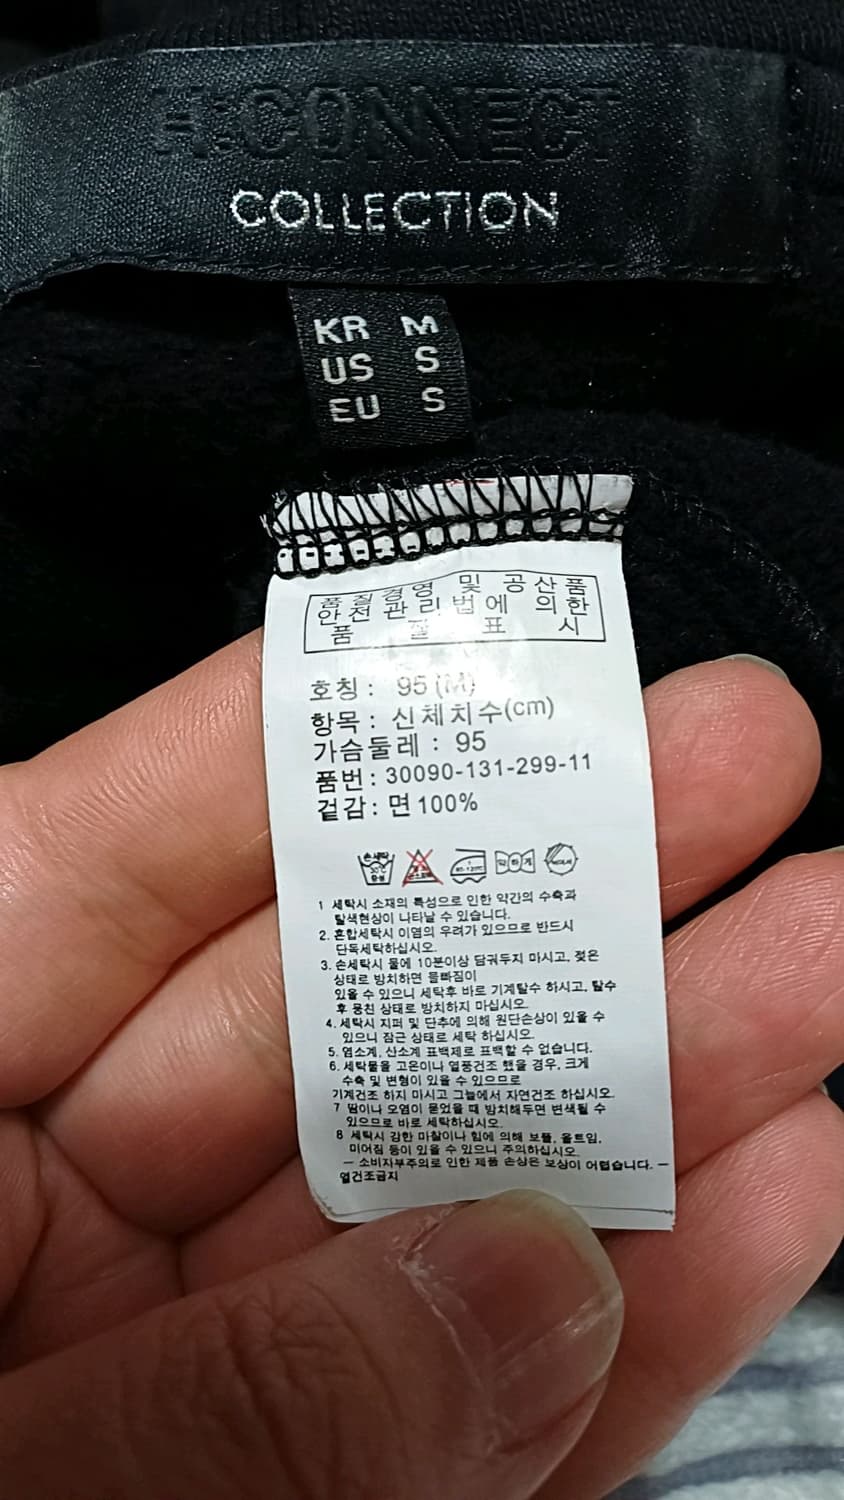 H:CONNECT
COLLECTION
KR M
US S
EU S
품질경영 및 공산품
안전관리법에 의한
품 질 표 시
호칭 : 95 (M)
항목 : 신체치수(cm)
가슴둘레 : 95
품번 : 30090-131-299-11
겉감 : 면 100%
손세탁
30℃
중성
약하게
1 세탁시 소재의 특성으로 인한 약간의 수축과
탈색현상이 나타날 수 있습니다.
2. 혼합세탁시 이염의 우려가 있으므로 반드시
단독세탁하십시오.
3. 손세탁시 물에 10분이상 담궈두지 마시고, 젖은
상태로 방치하면 물빠짐이
있을 수 있으니 세탁후 바로 기계탈수 하시고, 탈수
후 뭉친 상태로 방치하지 마십시오.
4. 세탁시 지퍼 및 단추에 의해 원단손상이 있을 수
있으니 잠근 상태로 세탁 하십시오.
5. 염소계, 산소계 표백제로 표백할 수 없습니다.
6. 세탁물을 고온이나 열풍건조 했을 경우, 크게
수축 및 변형이 있을 수 있으므로
기계건조 하지 마시고 그늘에서 자연건조 하십시오.
7 땀이나 오염이 묻었을 때 방치해두면 변색될 수
있으므로 바로 세탁하십시오.
8 세탁시 강한 마찰이나 힘에 의해 보풀, 올트임,
미어짐 등이 있을 수 있으니 주의하십시오.
– 소비자부주의로 인한 제품 손상은 보상이 어렵습니다. –
열건조금지